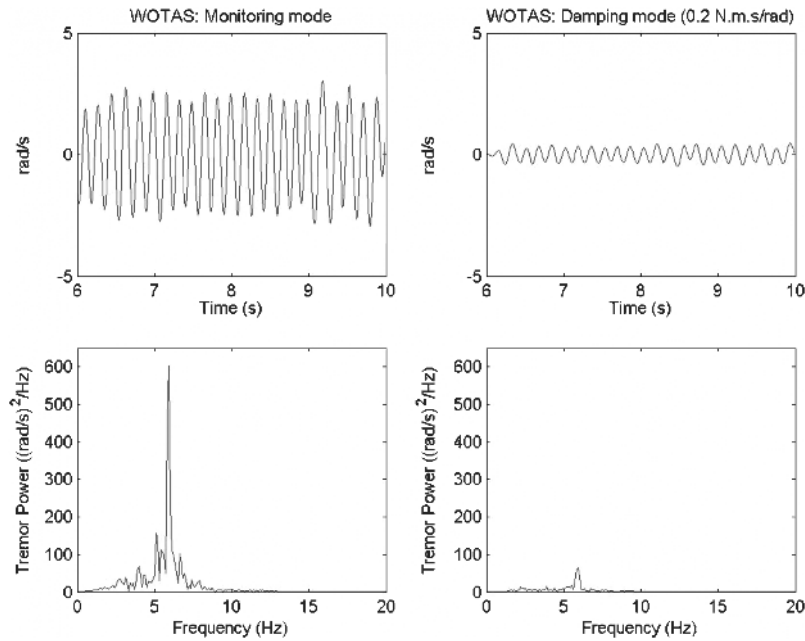 WOTAS: Monitoring mode
5
0
-5
rad/s
6 7 8 9 10
Time (s)
WOTAS: Damping mode (0.2 N.m.s/rad)
5
0
-5
rad/s
6 7 8 9 10
Time (s)
600
500
400
300
200
100
0
Tremor Power ((rad/s)^2/Hz)
0 5 10 15 20
Frequency (Hz)
600
500
400
300
200
100
0
Tremor Power ((rad/s)^2/Hz)
0 5 10 15 20
Frequency (Hz)